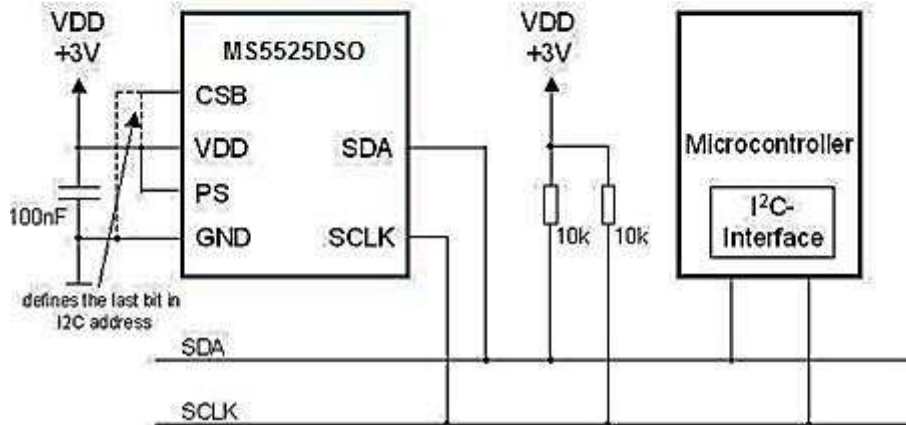 VDD
+3V
MS5525DSO
CSB
VDD
PS
GND
SDA
SCLK
100nF
defines the last bit in
I2C address
VDD
+3V
10k
10k
Microcontroller
I²C-
Interface
SDA
SCLK